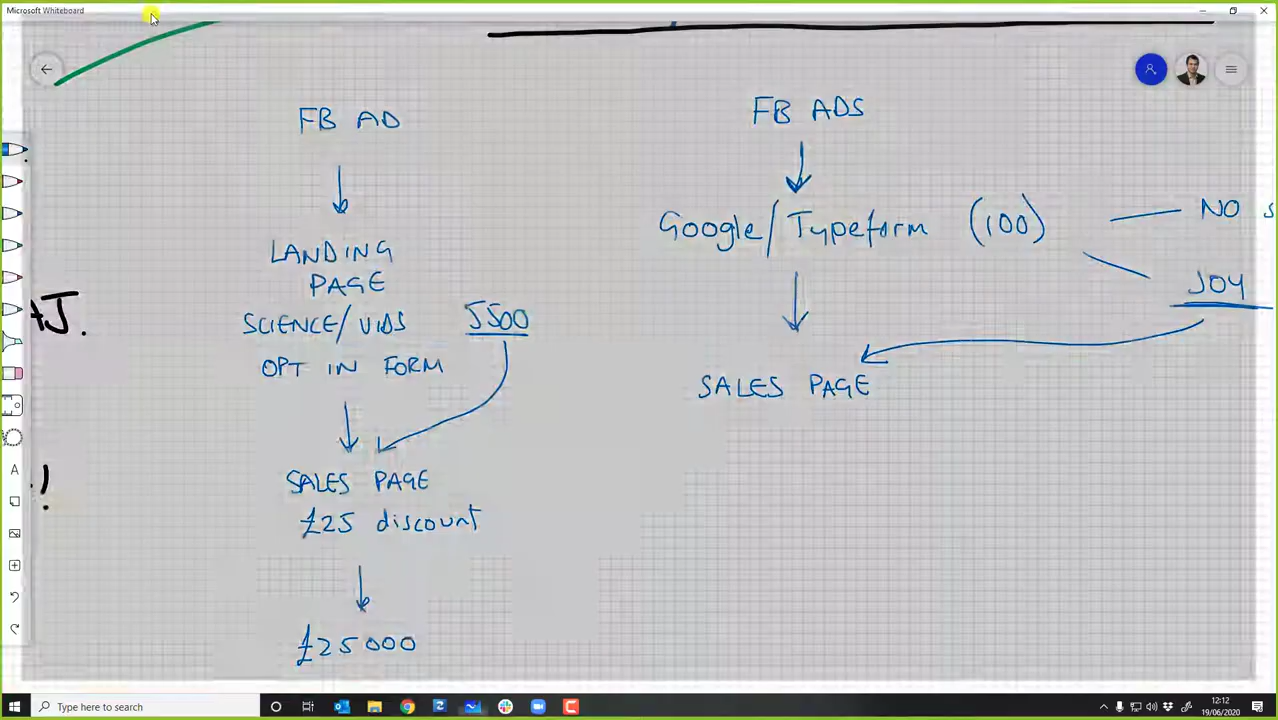 Microsoft Whiteboard
FB AD
LANDING
PAGE
SCIENCE/VIDS 5500
OPT IN FORM
SALES PAGE
£25 discount
£25000
FB ADS
Google/Typeform (100)
NO
JOY
SALES PAGE
A
Type here to search
12:12
19/06/2020